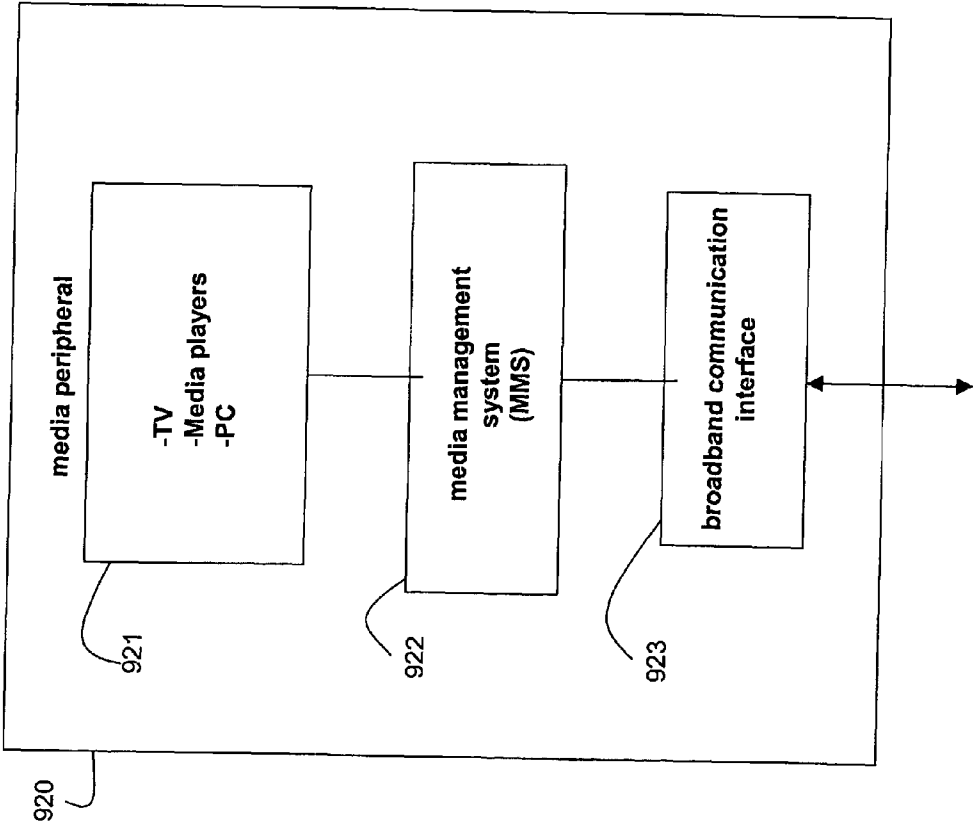 media peripheral
-TV
-Media players
-PC
921
media management
system
(MMS)
922
broadband communication
interface
923
920